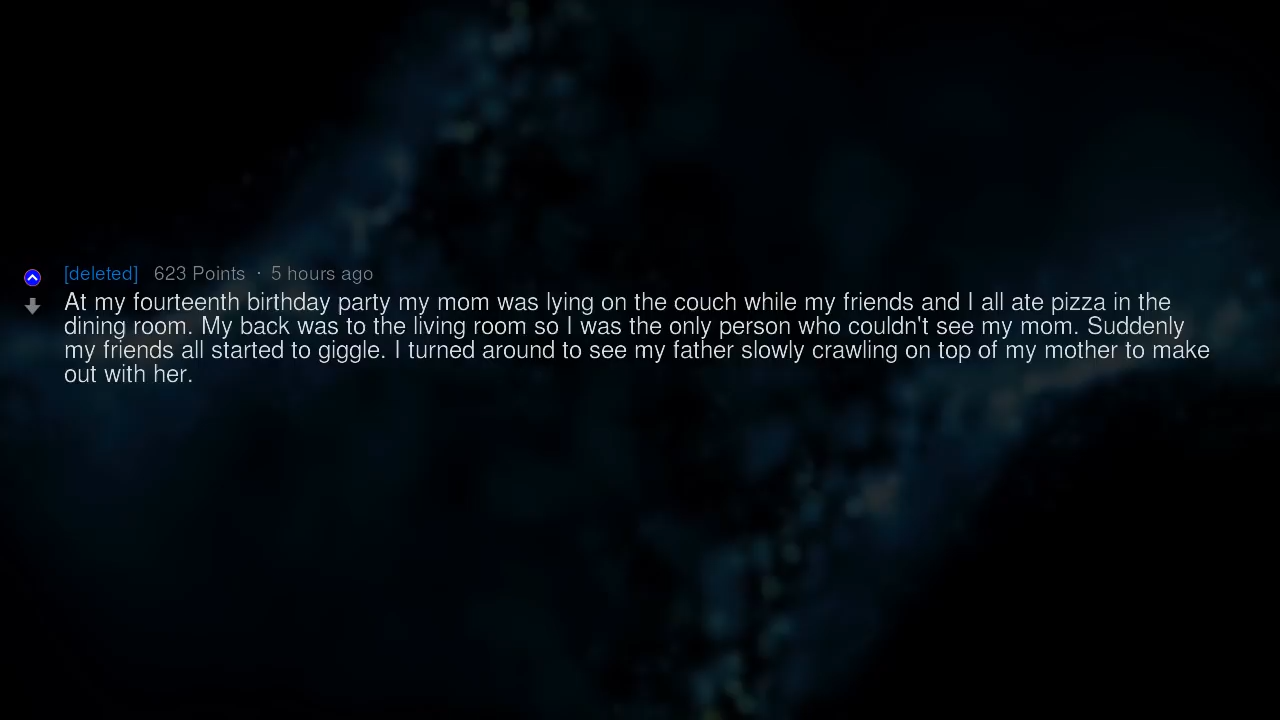 [deleted] 623 Points · 5 hours ago
At my fourteenth birthday party my mom was lying on the couch while my friends and I all ate pizza in the
dining room. My back was to the living room so I was the only person who couldn't see my mom. Suddenly
my friends all started to giggle. I turned around to see my father slowly crawling on top of my mother to make
out with her.